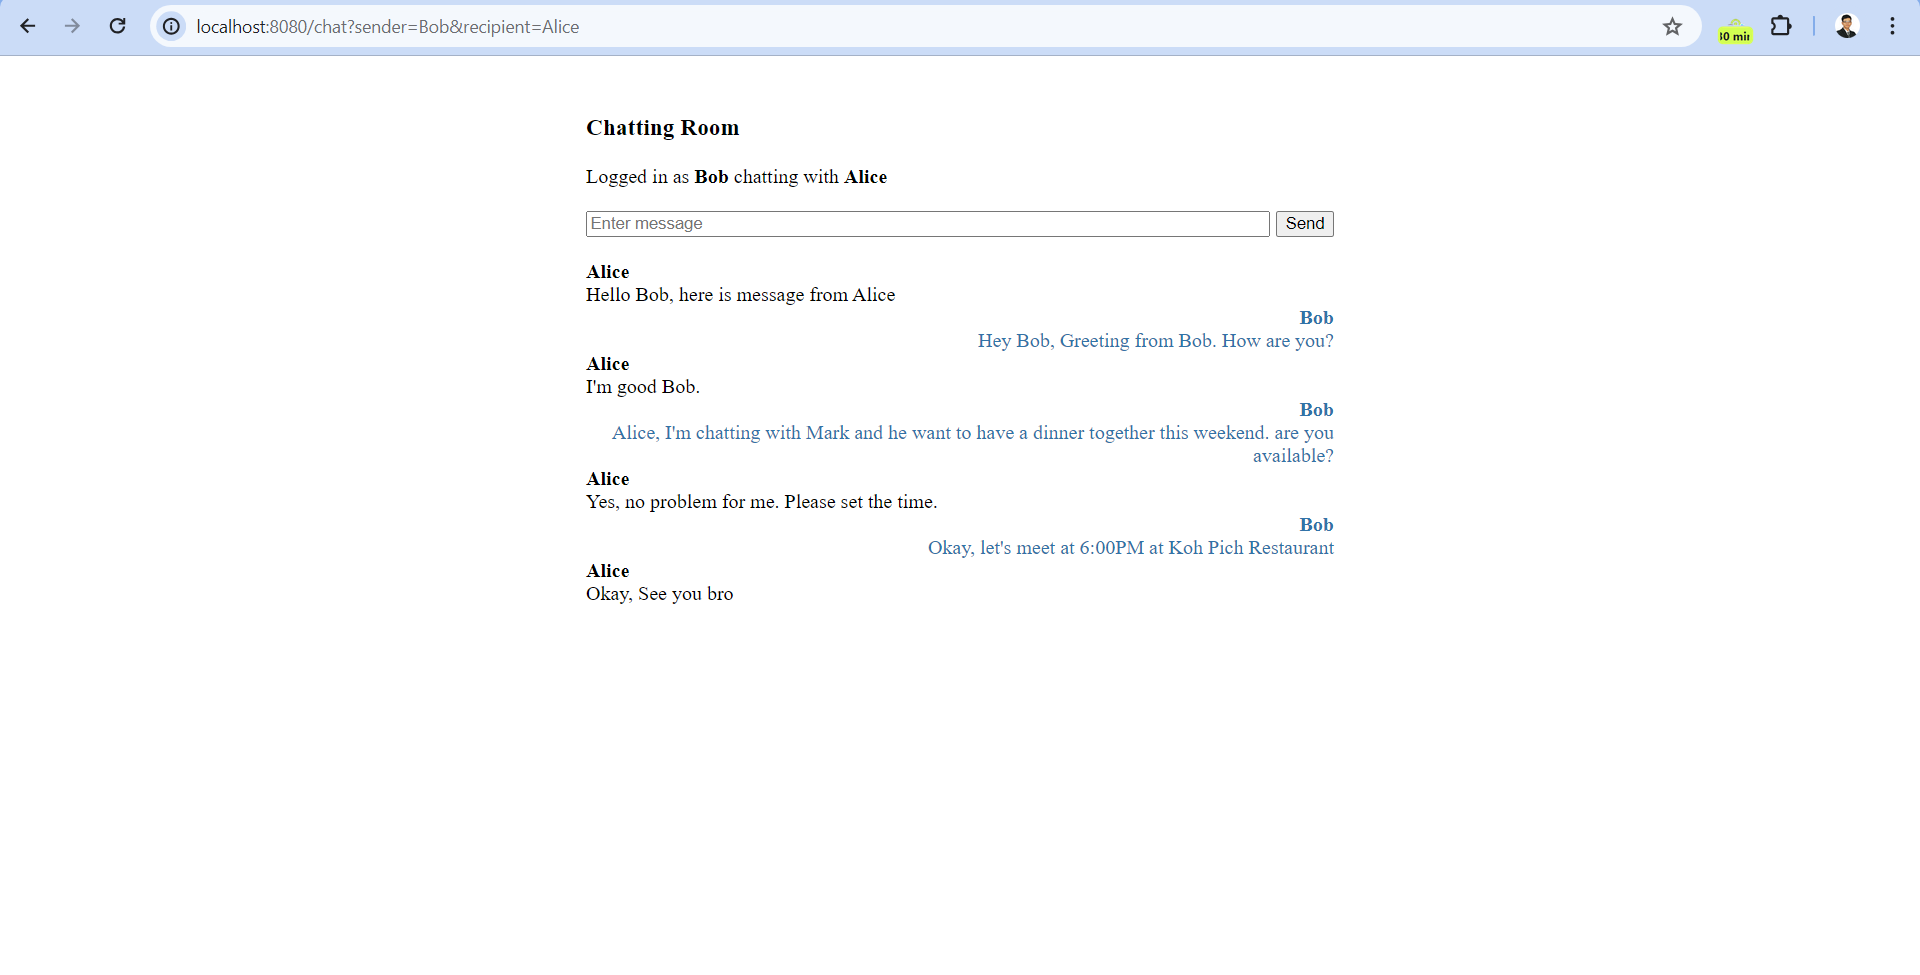 localhost:8080/chat?sender=Bob&recipient=Alice
30 min
Chatting Room
Logged in as Bob chatting with Alice
Enter message
Send
Alice
Hello Bob, here is message from Alice
Bob
Hey Bob, Greeting from Bob. How are you?
Alice
I'm good Bob.
Bob
Alice, I'm chatting with Mark and he want to have a dinner together this weekend. are you
available?
Alice
Yes, no problem for me. Please set the time.
Bob
Okay, let's meet at 6:00PM at Koh Pich Restaurant
Alice
Okay, See you bro